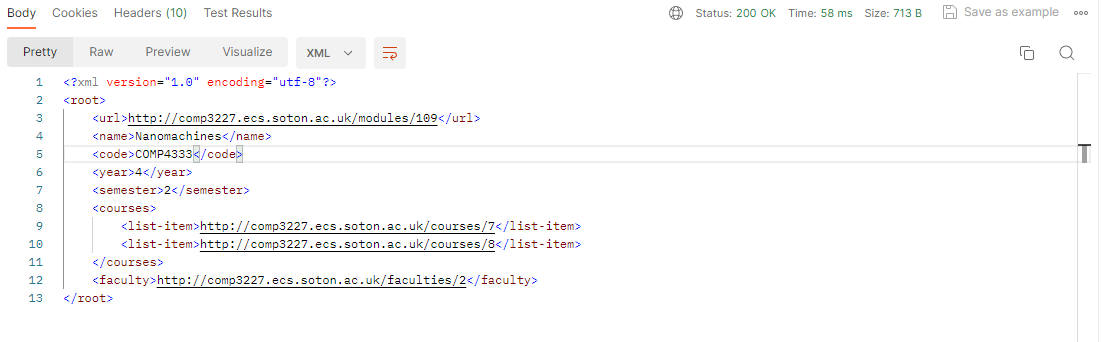 Body Cookies Headers (10) Test Results Status: 200 OK Time: 58 ms Size: 713 B Save as example
Pretty Raw Preview Visualize XML
1 <?xml version="1.0" encoding="utf-8"?>
2 <root>
3 <url>http://comp3227.ecs.soton.ac.uk/modules/109</url>
4 <name>Nanomachines</name>
5 <code>COMP4333</code>
6 <year>4</year>
7 <semester>2</semester>
8 <courses>
9 <list-item>http://comp3227.ecs.soton.ac.uk/courses/7</list-item>
10 <list-item>http://comp3227.ecs.soton.ac.uk/courses/8</list-item>
11 </courses>
12 <faculty>http://comp3227.ecs.soton.ac.uk/faculties/2</faculty>
13 </root>